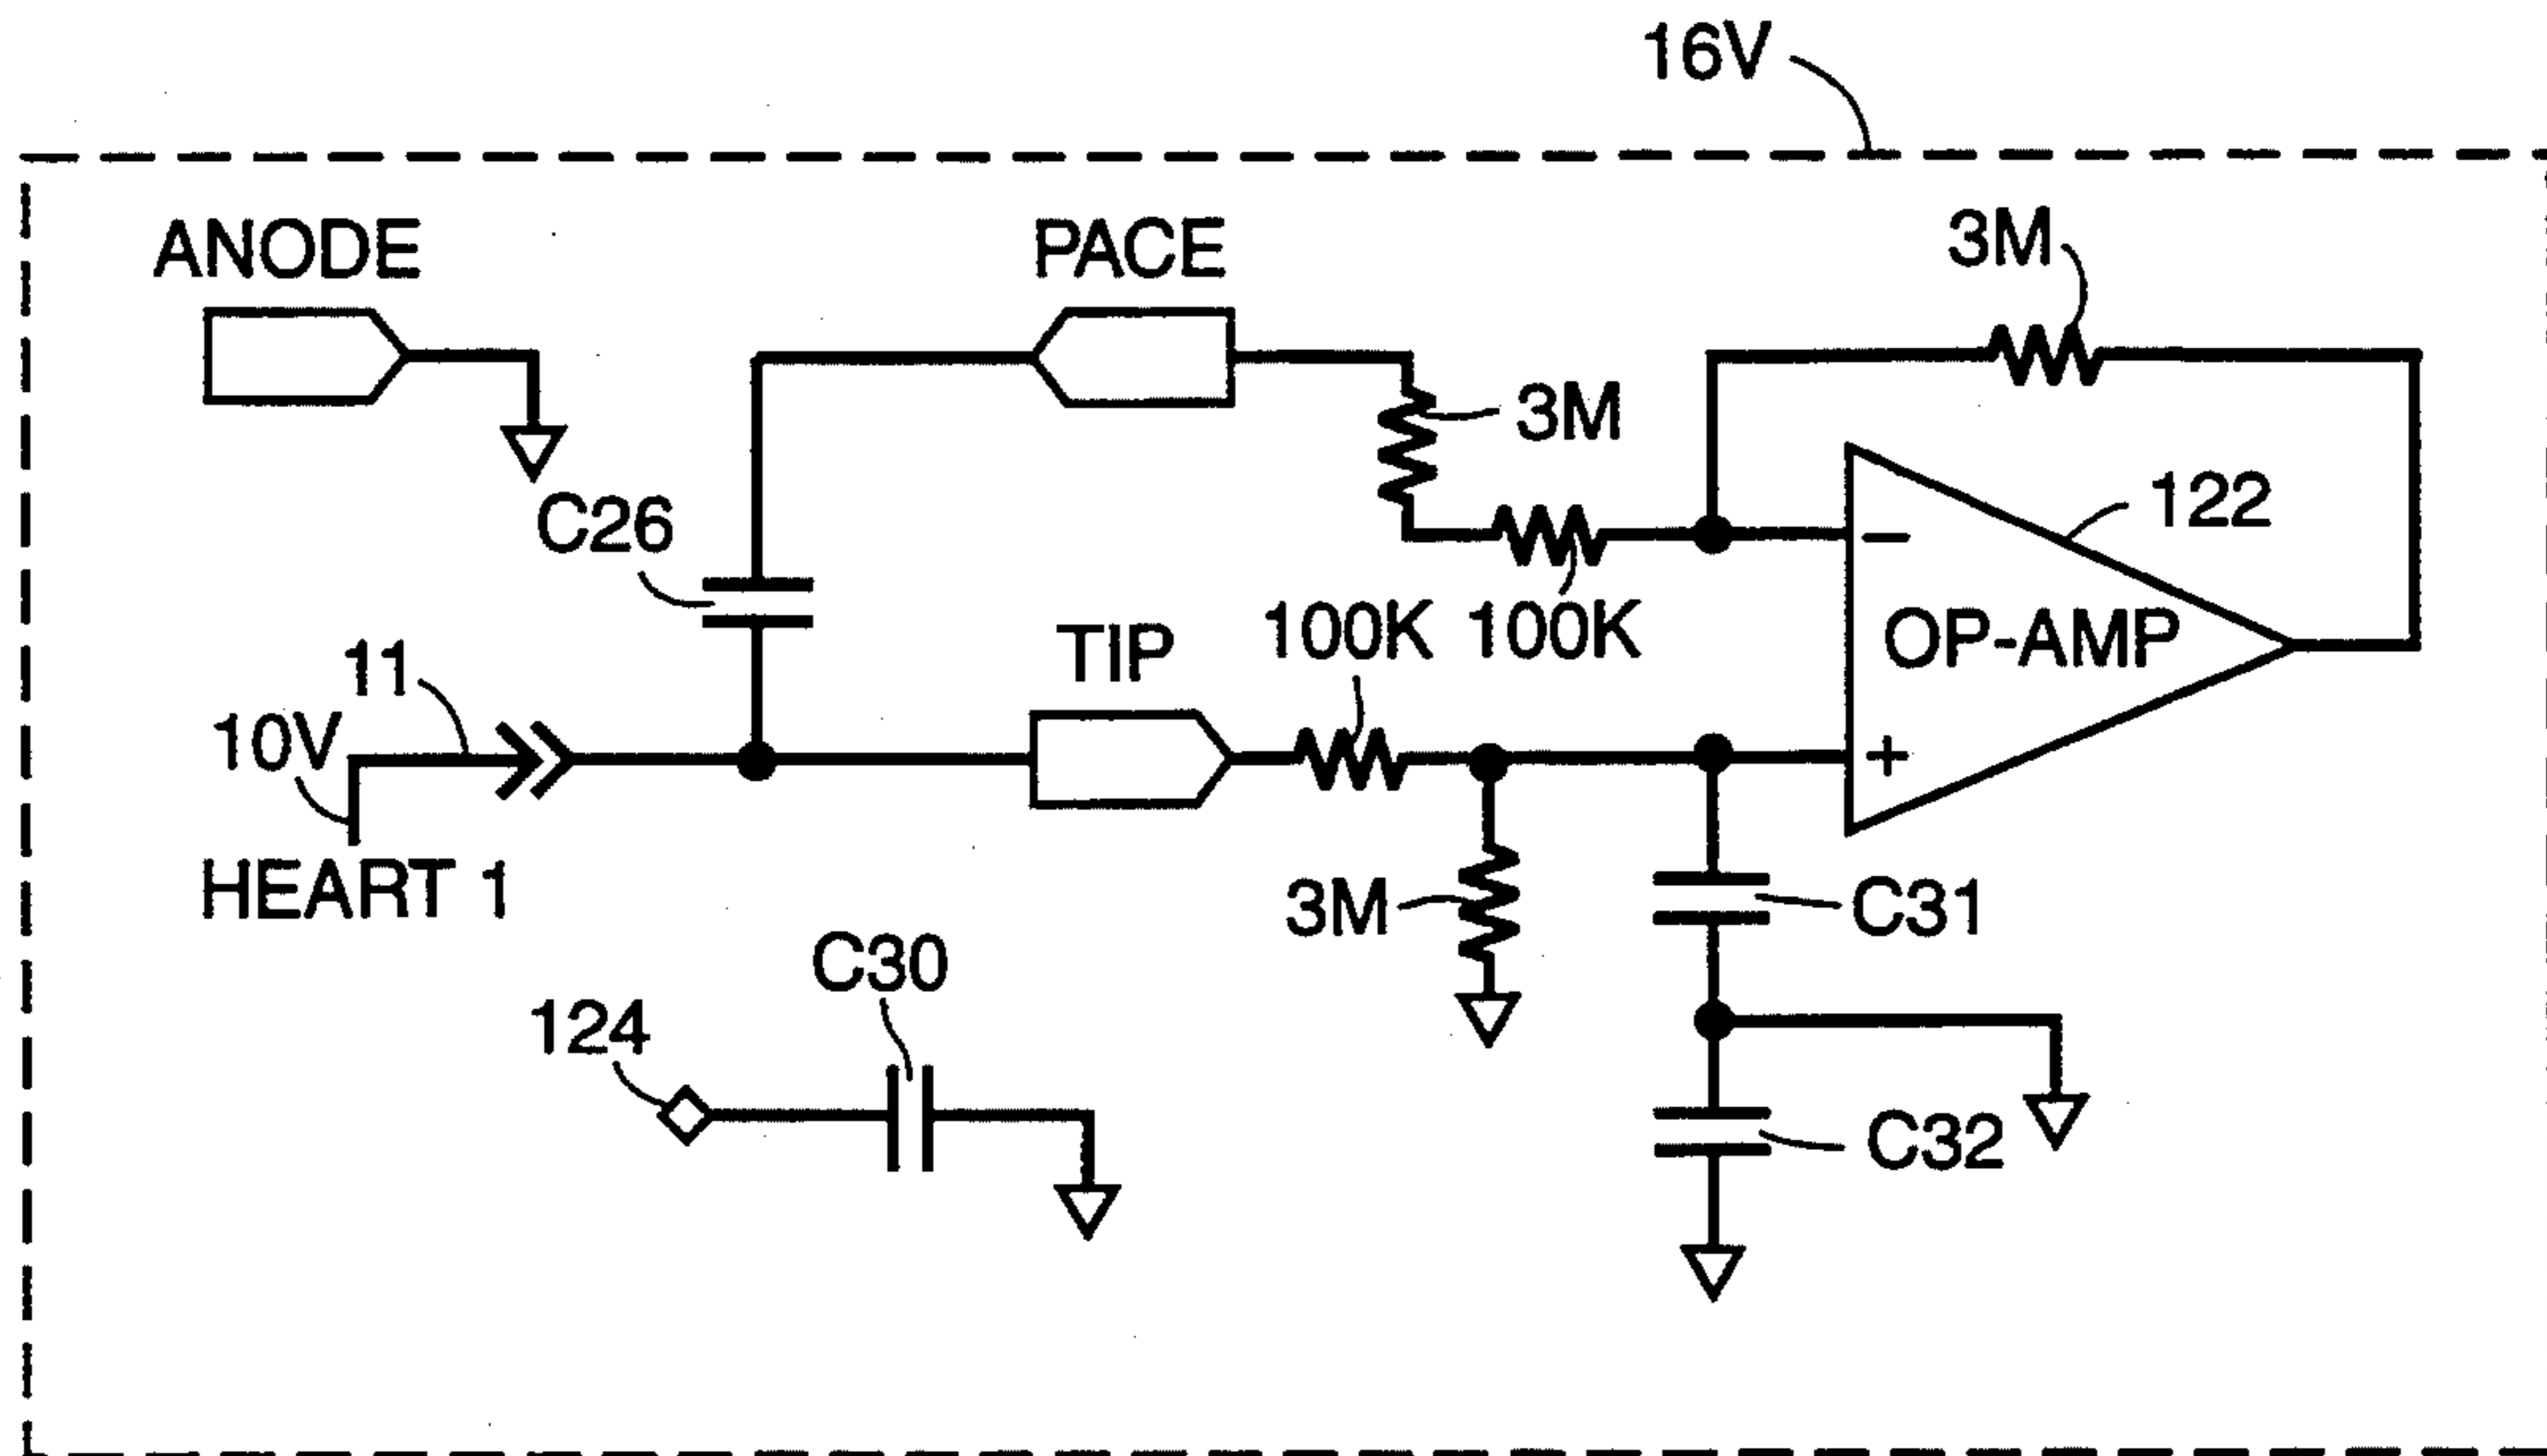 16V
ANODE
PACE
3M
3M
C26
122
100K
100K
OP-AMP
TIP
11
10V
HEART 1
−
+
3M
C31
C30
124
C32